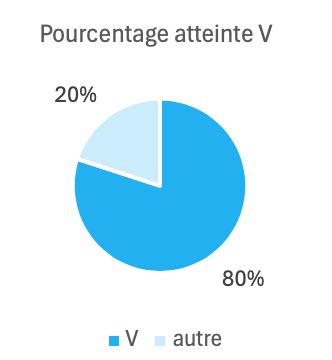 Pourcentage atteinte V
20%
80%
V autre